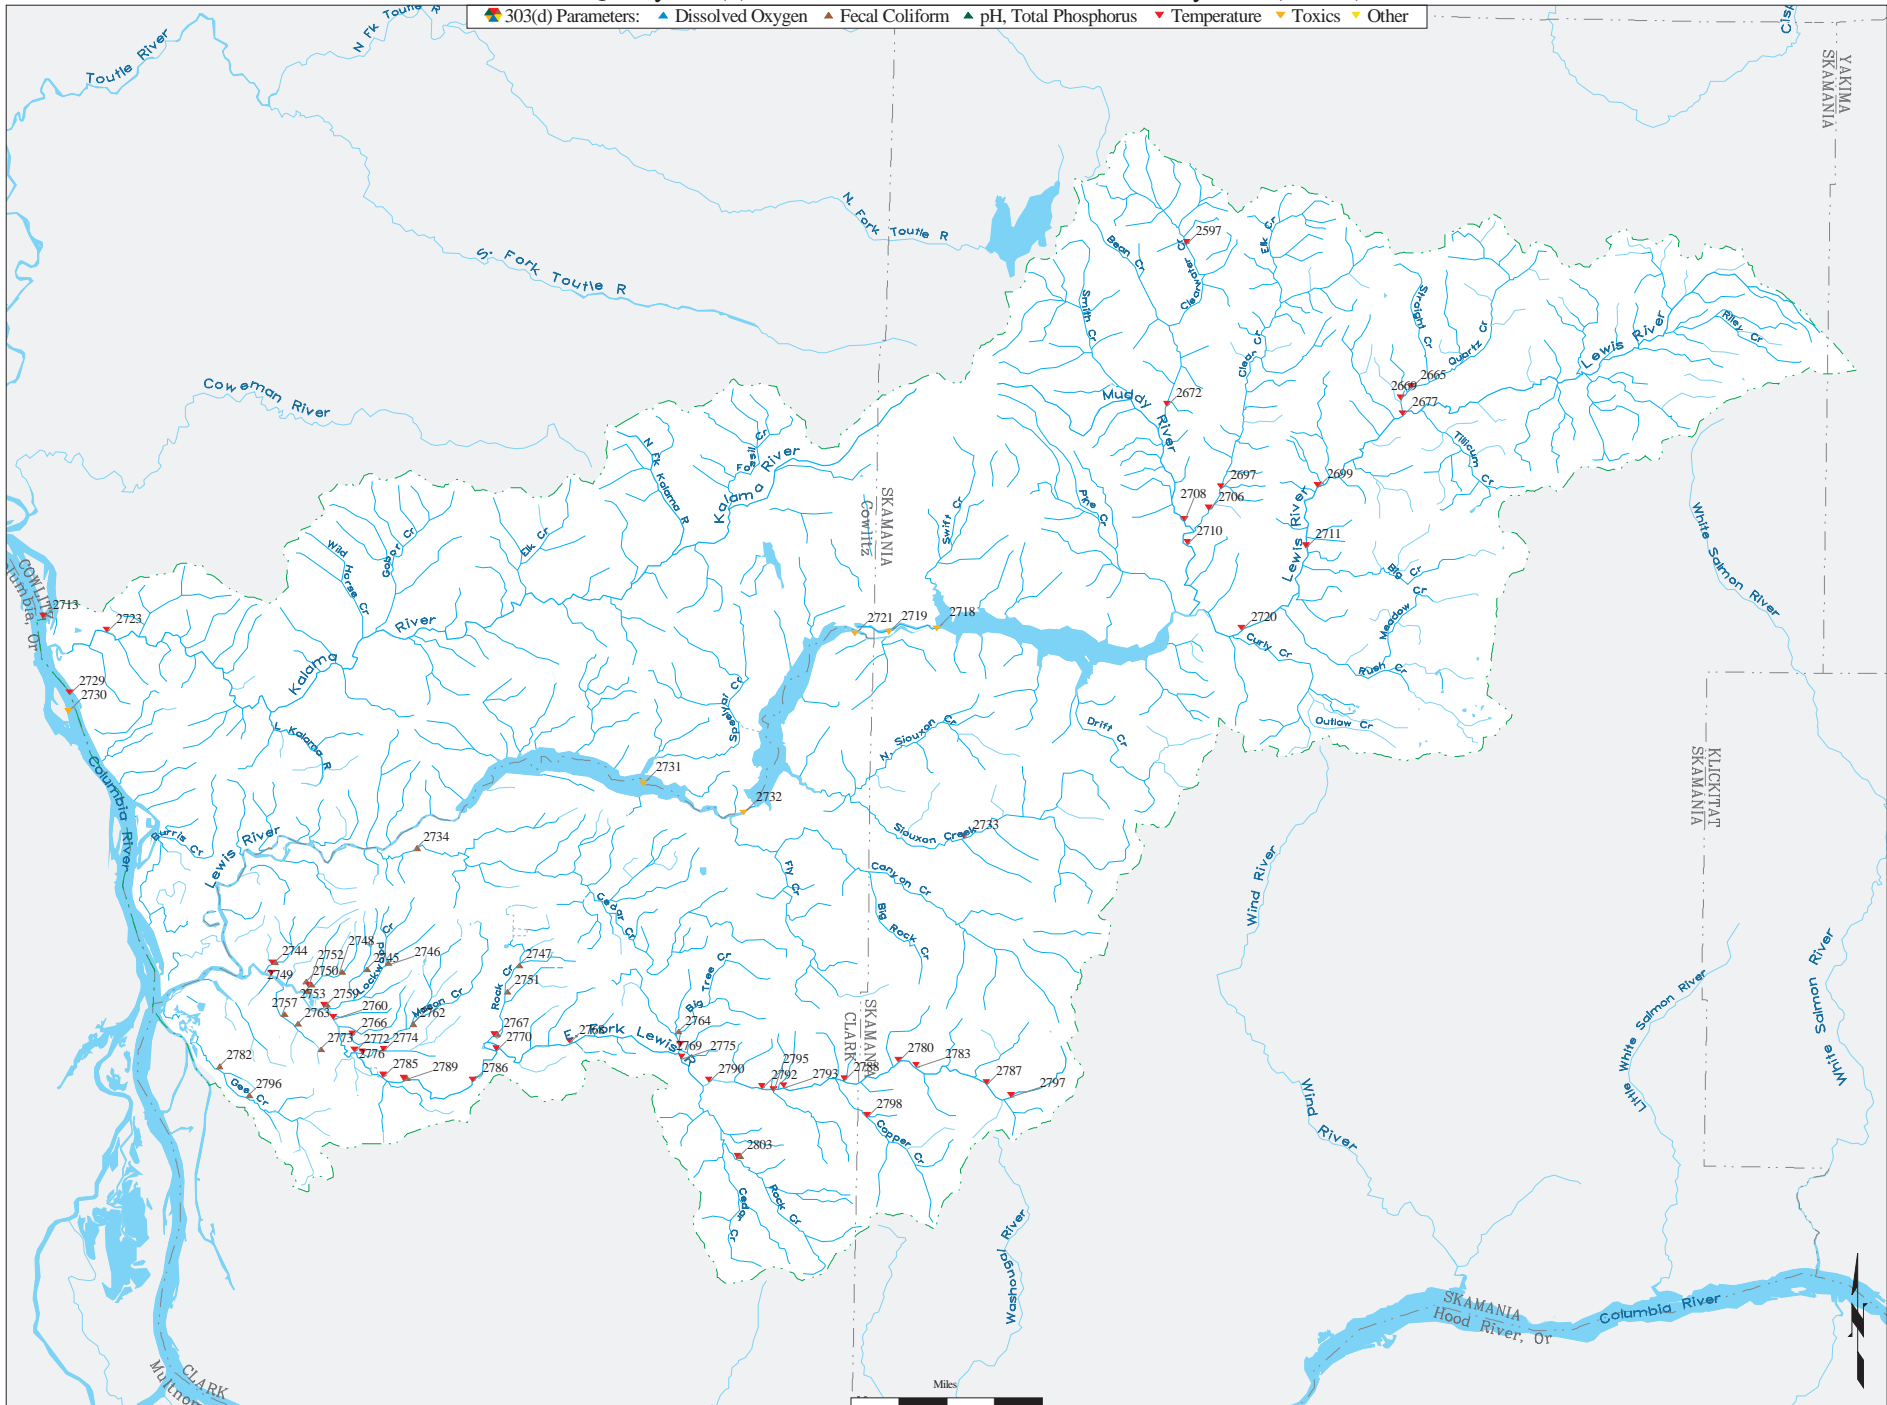 303(d) Parameters: Dissolved Oxygen Fecal Coliform pH, Total Phosphorus Temperature Toxics Other
N Fk Toutle R
Toutle River
YAKIMA
SKAMANIA
N. Fork Toutle R
S. Fork Toutle R
Coweman River
2597
Bean Cr
Clearwater Cr
Elk Cr
Smith Cr
Straight Cr
Quartz Cr
Lewis River
Riley Cr
Clear Cr
Muddy River
2672
2665
2669
2677
Tillicum Cr
N Fk Kalama R
Fossil Cr
Kalama River
SKAMANIA
Cowlitz
Swift Cr
Pine Cr
2697
2699
2708
2706
2710
Lewis River
2711
White Salmon River
Wild Horse Cr
Gobar Cr
Elk Cr
Big Cr
Meadow Cr
COWLITZ
2713
2723
Kalama River
2721
2719
2718
2720
Curly Cr
Rush Cr
2729
2730
Speelyai Cr
Outlaw Cr
Drift Cr
N. Siouxon Cr
L Kalama R
Columbia River
2731
2732
KLICKITAT
SKAMANIA
Burris Cr
Lewis River
2734
Siouxon Creek
2733
Fly Cr
Canyon Cr
Cedar Cr
Big Rock Cr
Wind River
2744
2752
2748
2745
2746
2747
2749
2750
Lockwood Cr
2751
Rock Cr
Big Tree Cr
2753
2759
2757
2763
2760
Mason Cr
2762
2764
2766
2767
2768
E. Fork Lewis R
SKAMANIA
CLARK
2773
2772
2774
2770
2769
2775
2776
2782
2785
2789
2786
2790
2795
2792
2793
2788
2780
2783
2787
2797
Gee Cr
2796
2798
Copper Cr
2803
Cedar Cr
Rock Cr
Washougal River
Wind River
Little White Salmon River
White Salmon River
SKAMANIA
Hood River, Or
Columbia River
CLARK
Miles